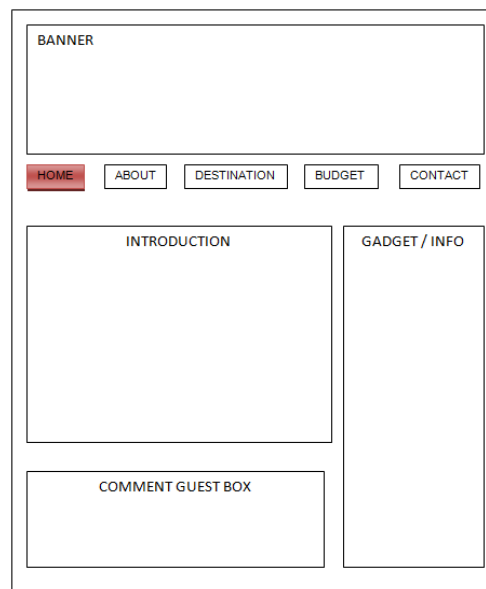 BANNER
HOME ABOUT DESTINATION BUDGET CONTACT
INTRODUCTION
GADGET / INFO
COMMENT GUEST BOX